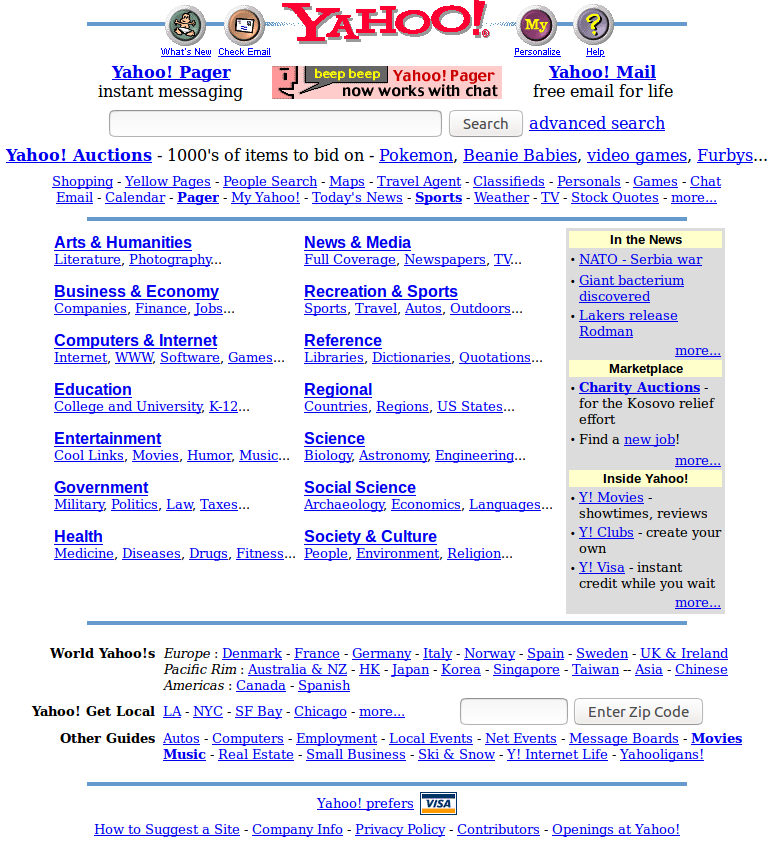 YAHOO!
My
?
What's New
Check Email
Personalize
Help
Yahoo! Pager
instant messaging
beep beep
Yahoo! Pager
now works with chat
Yahoo! Mail
free email for life
Search
advanced search
Yahoo! Auctions - 1000's of items to bid on - Pokemon, Beanie Babies, video games, Furbys...
Shopping - Yellow Pages - People Search - Maps - Travel Agent - Classifieds - Personals - Games - Chat
Email - Calendar - Pager - My Yahoo! - Today's News - Sports - Weather - TV - Stock Quotes - more...
Arts & Humanities
Literature, Photography...
Business & Economy
Companies, Finance, Jobs...
Computers & Internet
Internet, WWW, Software, Games...
Education
College and University, K-12...
Entertainment
Cool Links, Movies, Humor, Music...
Government
Military, Politics, Law, Taxes...
Health
Medicine, Diseases, Drugs, Fitness...
News & Media
Full Coverage, Newspapers, TV...
Recreation & Sports
Sports, Travel, Autos, Outdoors...
Reference
Libraries, Dictionaries, Quotations...
Regional
Countries, Regions, US States...
Science
Biology, Astronomy, Engineering...
Social Science
Archaeology, Economics, Languages...
Society & Culture
People, Environment, Religion...
In the News
• NATO - Serbia war
• Giant bacterium
discovered
• Lakers release
Rodman
more...
Marketplace
• Charity Auctions -
for the Kosovo relief
effort
• Find a new job!
more...
Inside Yahoo!
• Y! Movies -
showtimes, reviews
• Y! Clubs - create your
own
• Y! Visa - instant
credit while you wait
more...
World Yahoo!s Europe : Denmark - France - Germany - Italy - Norway - Spain - Sweden - UK & Ireland
Pacific Rim : Australia & NZ - HK - Japan - Korea - Singapore - Taiwan -- Asia - Chinese
Americas : Canada - Spanish
Yahoo! Get Local LA - NYC - SF Bay - Chicago - more... Enter Zip Code
Other Guides Autos - Computers - Employment - Local Events - Net Events - Message Boards - Movies
Music - Real Estate - Small Business - Ski & Snow - Y! Internet Life - Yahooligans!
Yahoo! prefers VISA
How to Suggest a Site - Company Info - Privacy Policy - Contributors - Openings at Yahoo!